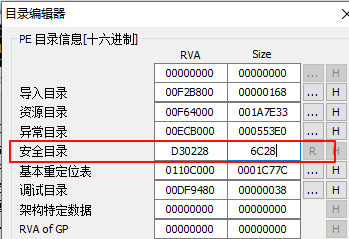 目录编辑器
PE 目录信息[十六进制]
RVA Size
00000000 00000000 ... H
导入目录 00F2B800 00000168 ... H
资源目录 00F64000 001A7E33 ... H
异常目录 00ECB000 000553E0 ... H
安全目录 D30228 6C28 R H
基本重定位表 0110C000 0001C77C ... H
调试目录 00DF9480 00000038 ... H
架构特定数据 00000000 00000000 ... H
RVA of GP 00000000 00000000 ... H